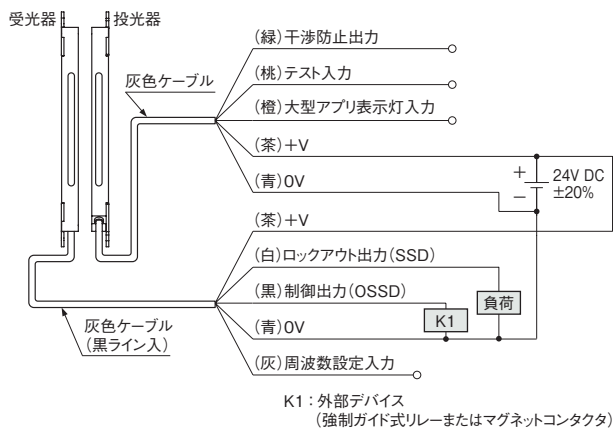 受光器
投光器
灰色ケーブル
(緑)干渉防止出力
(桃)テスト入力
(橙)大型アプリ表示灯入力
(茶)+V
(青)0V
+
−
24V DC
±20%
(茶)+V
(白)ロックアウト出力(SSD)
(黒)制御出力(OSSD)
(青)0V
(灰)周波数設定入力
K1
負荷
灰色ケーブル
(黒ライン入)
K1:外部デバイス
(強制ガイド式リレーまたはマグネットコンタクタ)